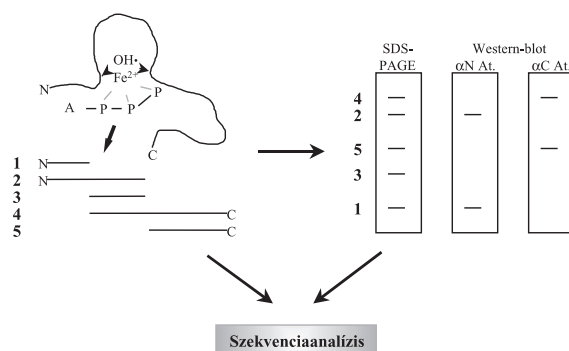 OH•
Fe²⁺
N
A
P
P
P
C
1 N
2 N
3
4 C
5 C
SDS-
PAGE
Western-blot
αN At. αC At.
4
2
5
3
1
Szekvenciaanalízis